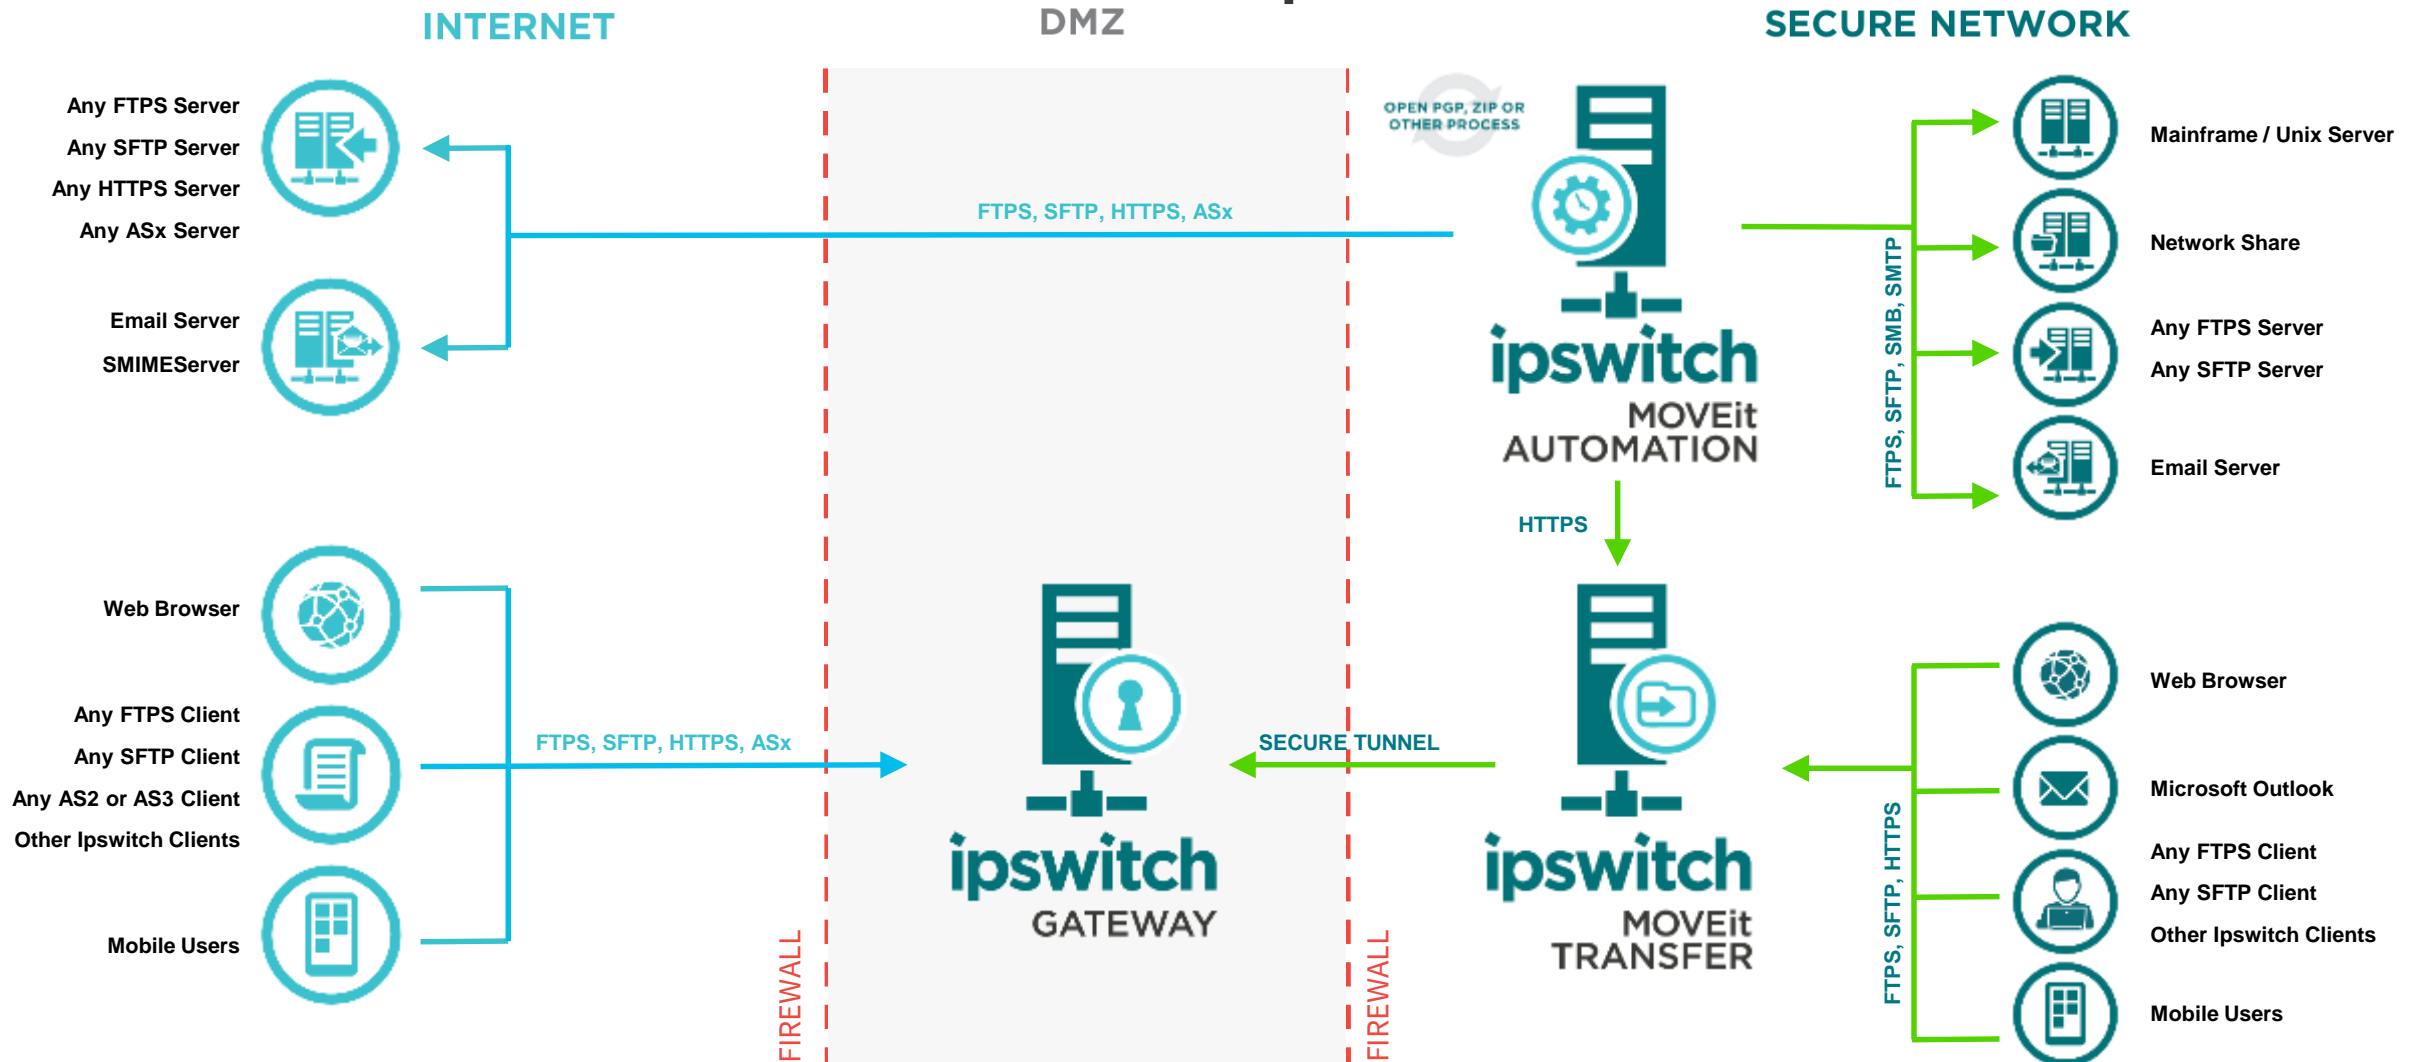 INTERNET
DMZ
SECURE NETWORK
Any FTPS Server
Any SFTP Server
Any HTTPS Server
Any ASx Server
Email Server
SMIMEServer
FTPS, SFTP, HTTPS, ASx
OPEN PGP, ZIP OR
OTHER PROCESS
ipswitch
MOVEit
AUTOMATION
FTPS, SFTP, SMB, SMTP
Mainframe / Unix Server
Network Share
Any FTPS Server
Any SFTP Server
Email Server
HTTPS
Web Browser
Any FTPS Client
Any SFTP Client
Any AS2 or AS3 Client
Other Ipswitch Clients
Mobile Users
FTPS, SFTP, HTTPS, ASx
FIREWALL
ipswitch
GATEWAY
SECURE TUNNEL
FIREWALL
ipswitch
MOVEit
TRANSFER
FTPS, SFTP, HTTPS
Web Browser
Microsoft Outlook
Any FTPS Client
Any SFTP Client
Other Ipswitch Clients
Mobile Users